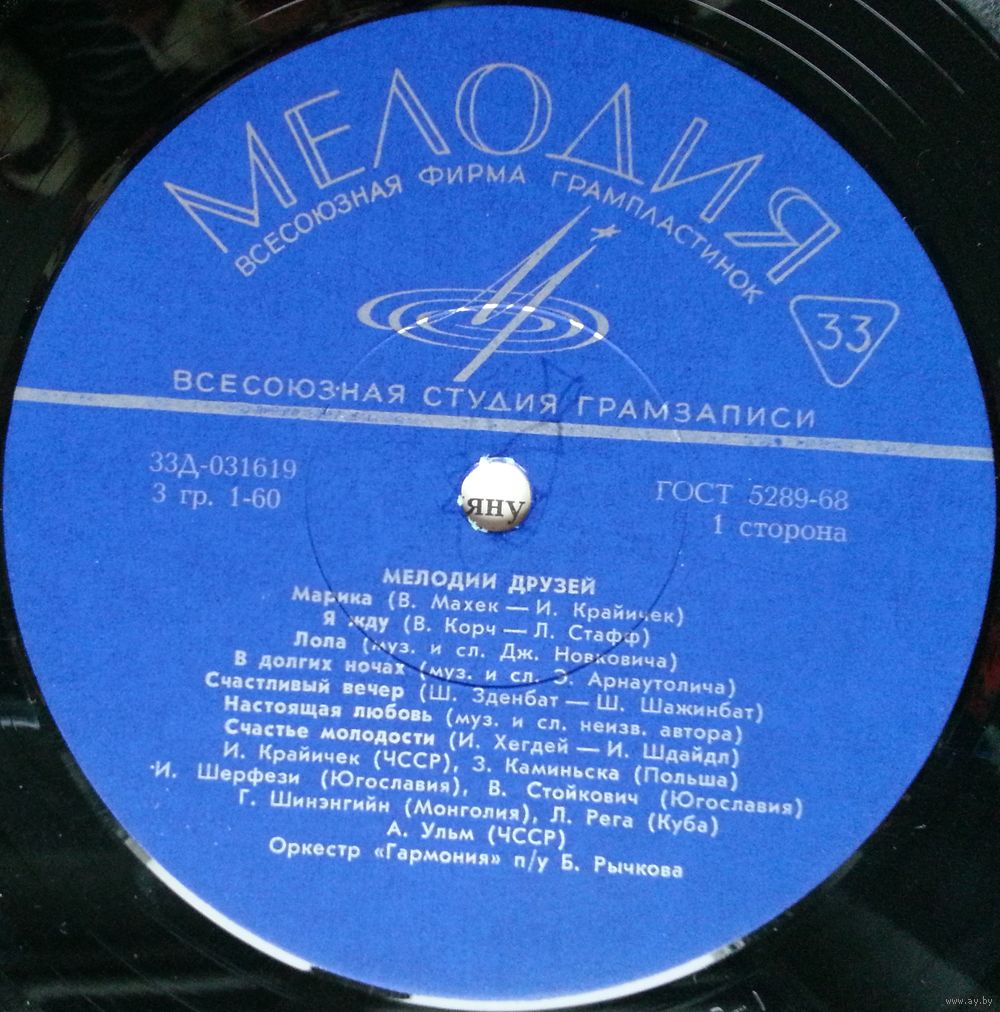 МЕЛОДИЯ
ВСЕСОЮЗНАЯ ФИРМА ГРАМПЛАСТИНОК
33
ВСЕСОЮЗНАЯ СТУДИЯ ГРАМЗАПИСИ
33Д-031619
3 гр. 1-60
ГОСТ 5289-68
1 сторона
яну
МЕЛОДИИ ДРУЗЕЙ
Марика (В. Махек — И. Крайичек)
Я жду (В. Корч — Л. Стафф)
Лола (муз. и сл. Дж. Новковича)
В долгих ночах (муз. и сл. Э. Арнаутолича)
Счастливый вечер (Ш. Зденбат — Ш. Шажинбат)
Настоящая любовь (муз. и сл. неизв. автора)
Счастье молодости (И. Хегдей — И. Шдайдл)
И. Крайичек (ЧССР), З. Каминьска (Польша)
И. Шерфези (Югославия), В. Стойкович (Югославия)
Г. Шинэнгийн (Монголия), Л. Рега (Куба)
А. Ульм (ЧССР)
Оркестр «Гармония» п/у Б. Рычкова
www.ay.by